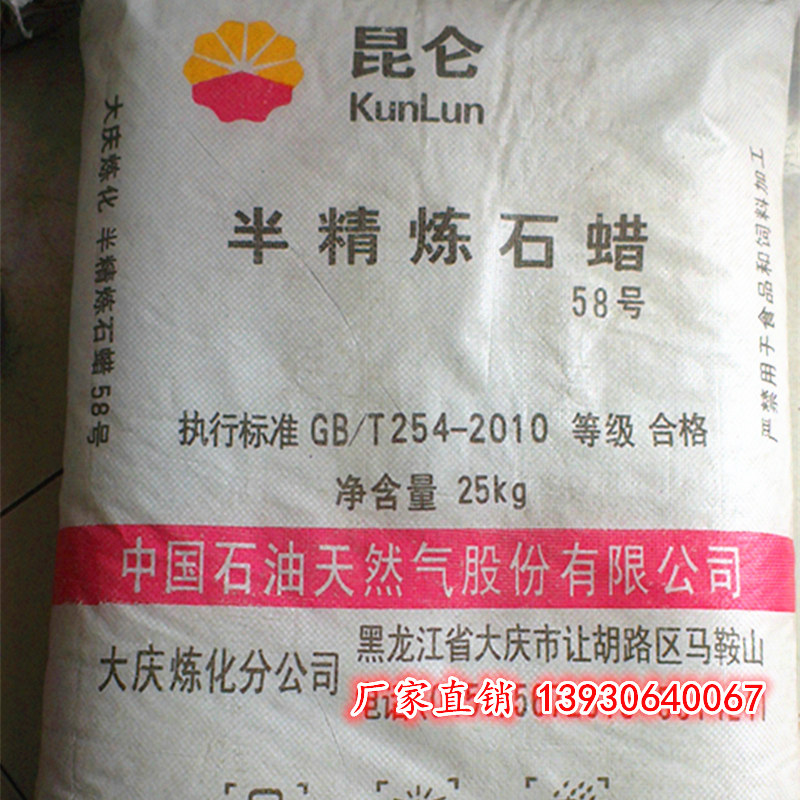 昆仑
KunLun
半精炼石蜡
58号
大庆炼化 半精炼石蜡58号
严禁用于食品和饲料加工
执行标准 GB/T254-2010 等级 合格
净含量 25kg
中国石油天然气股份有限公司
大庆炼化分公司
黑龙江省大庆市让胡路区马鞍山
电话
厂家直销 13930640067